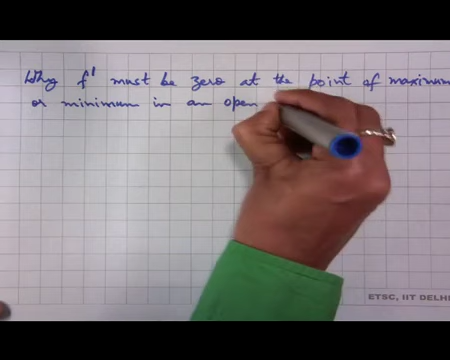 Why f' must be zero at the point of maximum
or minimum in an open
ETSC, IIT DELHI